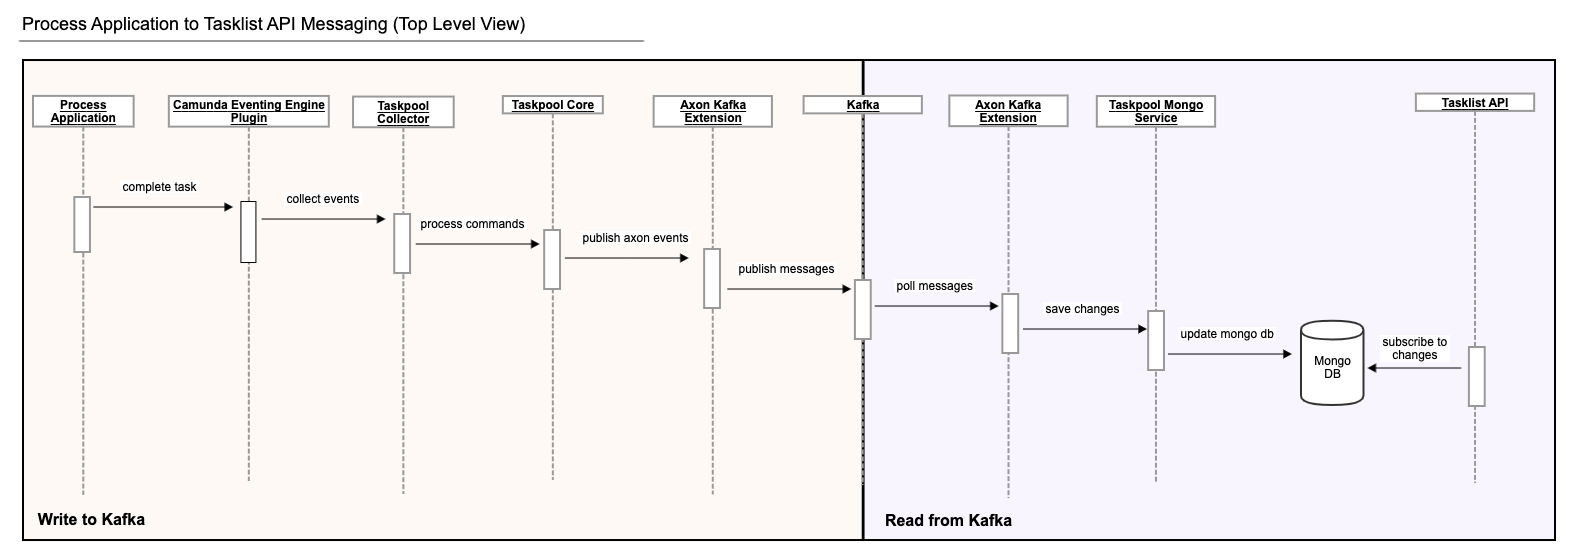 Process Application to Tasklist API Messaging (Top Level View)
Process
Application
Camunda Eventing Engine
Plugin
Taskpool
Collector
Taskpool Core
Axon Kafka
Extension
Kafka
Axon Kafka
Extension
Taskpool Mongo
Service
Tasklist API
complete task
collect events
process commands
publish axon events
publish messages
poll messages
save changes
update mongo db
Mongo
DB
subscribe to
changes
Write to Kafka
Read from Kafka